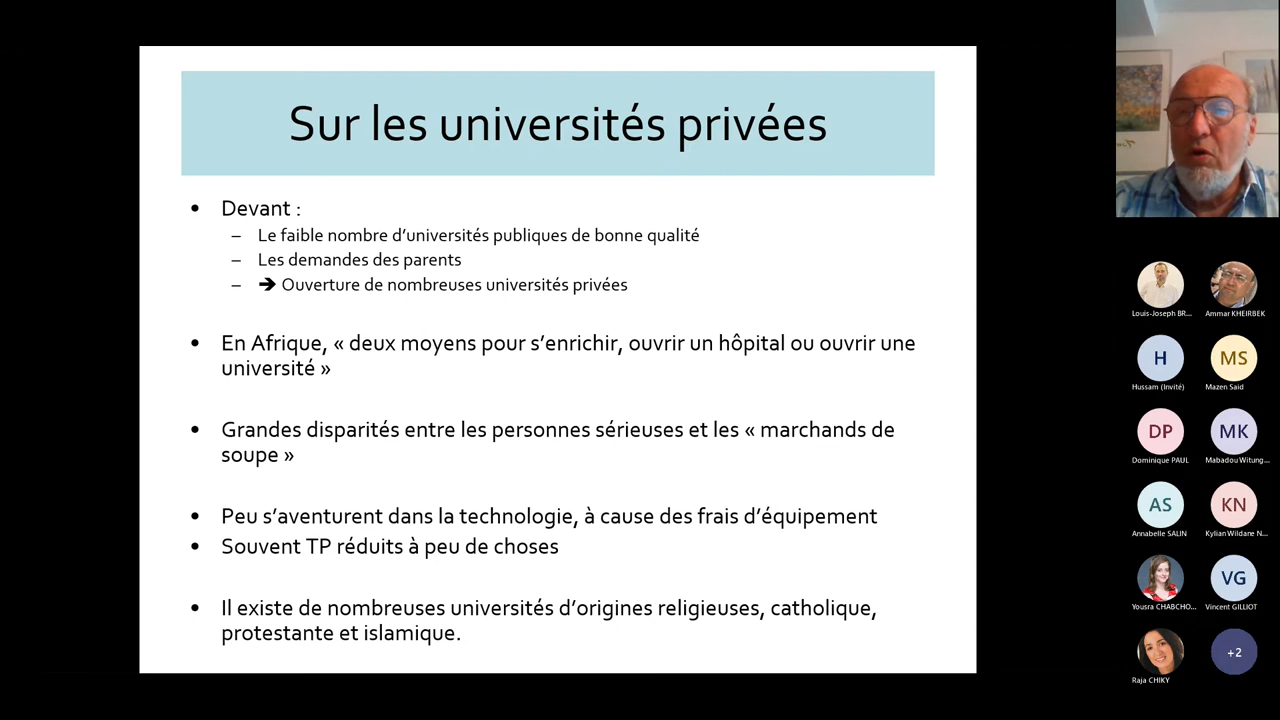 Sur les universités privées
• Devant :
– Le faible nombre d’universités publiques de bonne qualité
– Les demandes des parents
– ➔ Ouverture de nombreuses universités privées
• En Afrique, « deux moyens pour s’enrichir, ouvrir un hôpital ou ouvrir une
université »
• Grandes disparités entre les personnes sérieuses et les « marchands de
soupe »
• Peu s’aventurent dans la technologie, à cause des frais d’équipement
• Souvent TP réduits à peu de choses
• Il existe de nombreuses universités d’origines religieuses, catholique,
protestante et islamique.
Louis-Joseph BR...
Ammar KHEIRBEK
H
Hussam (Invité)
MS
Mazen Said
DP
Dominique PAUL
MK
Mabadou Witung...
AS
Annabelle SALIN
KN
Kylian Wildane N...
Yousra CHABCHO...
VG
Vincent GILLIOT
Raja CHIKY
+2